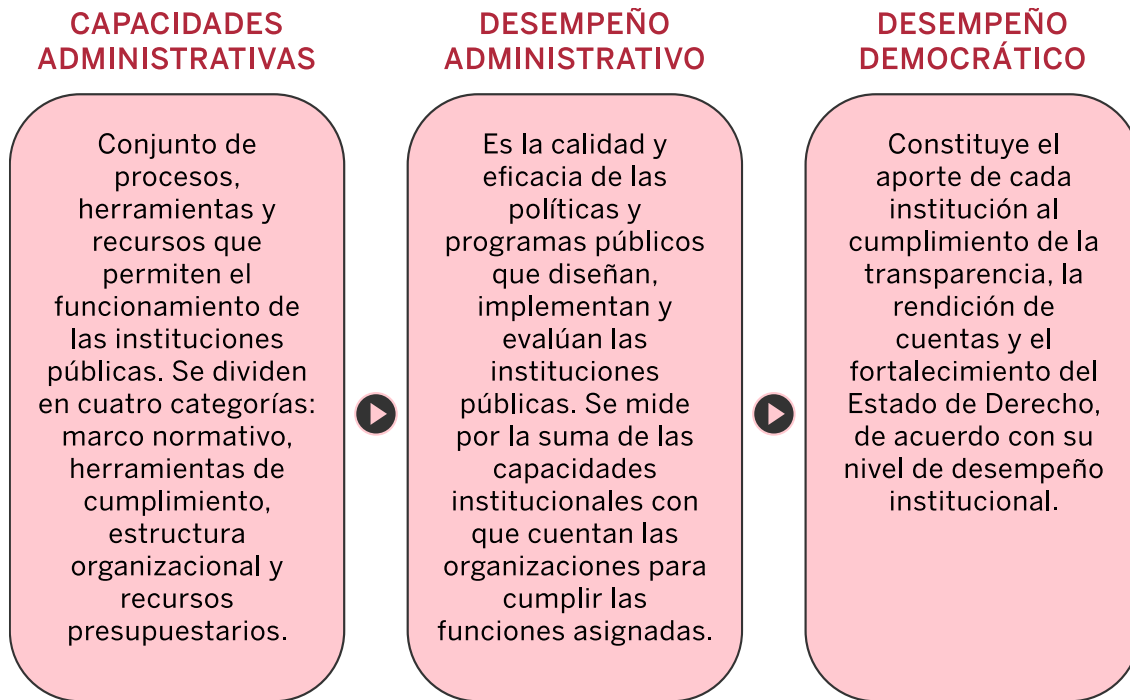 CAPACIDADES
ADMINISTRATIVAS
Conjunto de
procesos,
herramientas y
recursos que
permiten el
funcionamiento de
las instituciones
públicas. Se dividen
en cuatro categorías:
marco normativo,
herramientas de
cumplimiento,
estructura
organizacional y
recursos
presupuestarios.
DESEMPEÑO
ADMINISTRATIVO
Es la calidad y
eficacia de las
políticas y
programas públicos
que diseñan,
implementan y
evalúan las
instituciones
públicas. Se mide
por la suma de las
capacidades
institucionales con
que cuentan las
organizaciones para
cumplir las
funciones asignadas.
DESEMPEÑO
DEMOCRÁTICO
Constituye el
aporte de cada
institución al
cumplimiento de la
transparencia, la
rendición de
cuentas y el
fortalecimiento del
Estado de Derecho,
de acuerdo con su
nivel de desempeño
institucional.